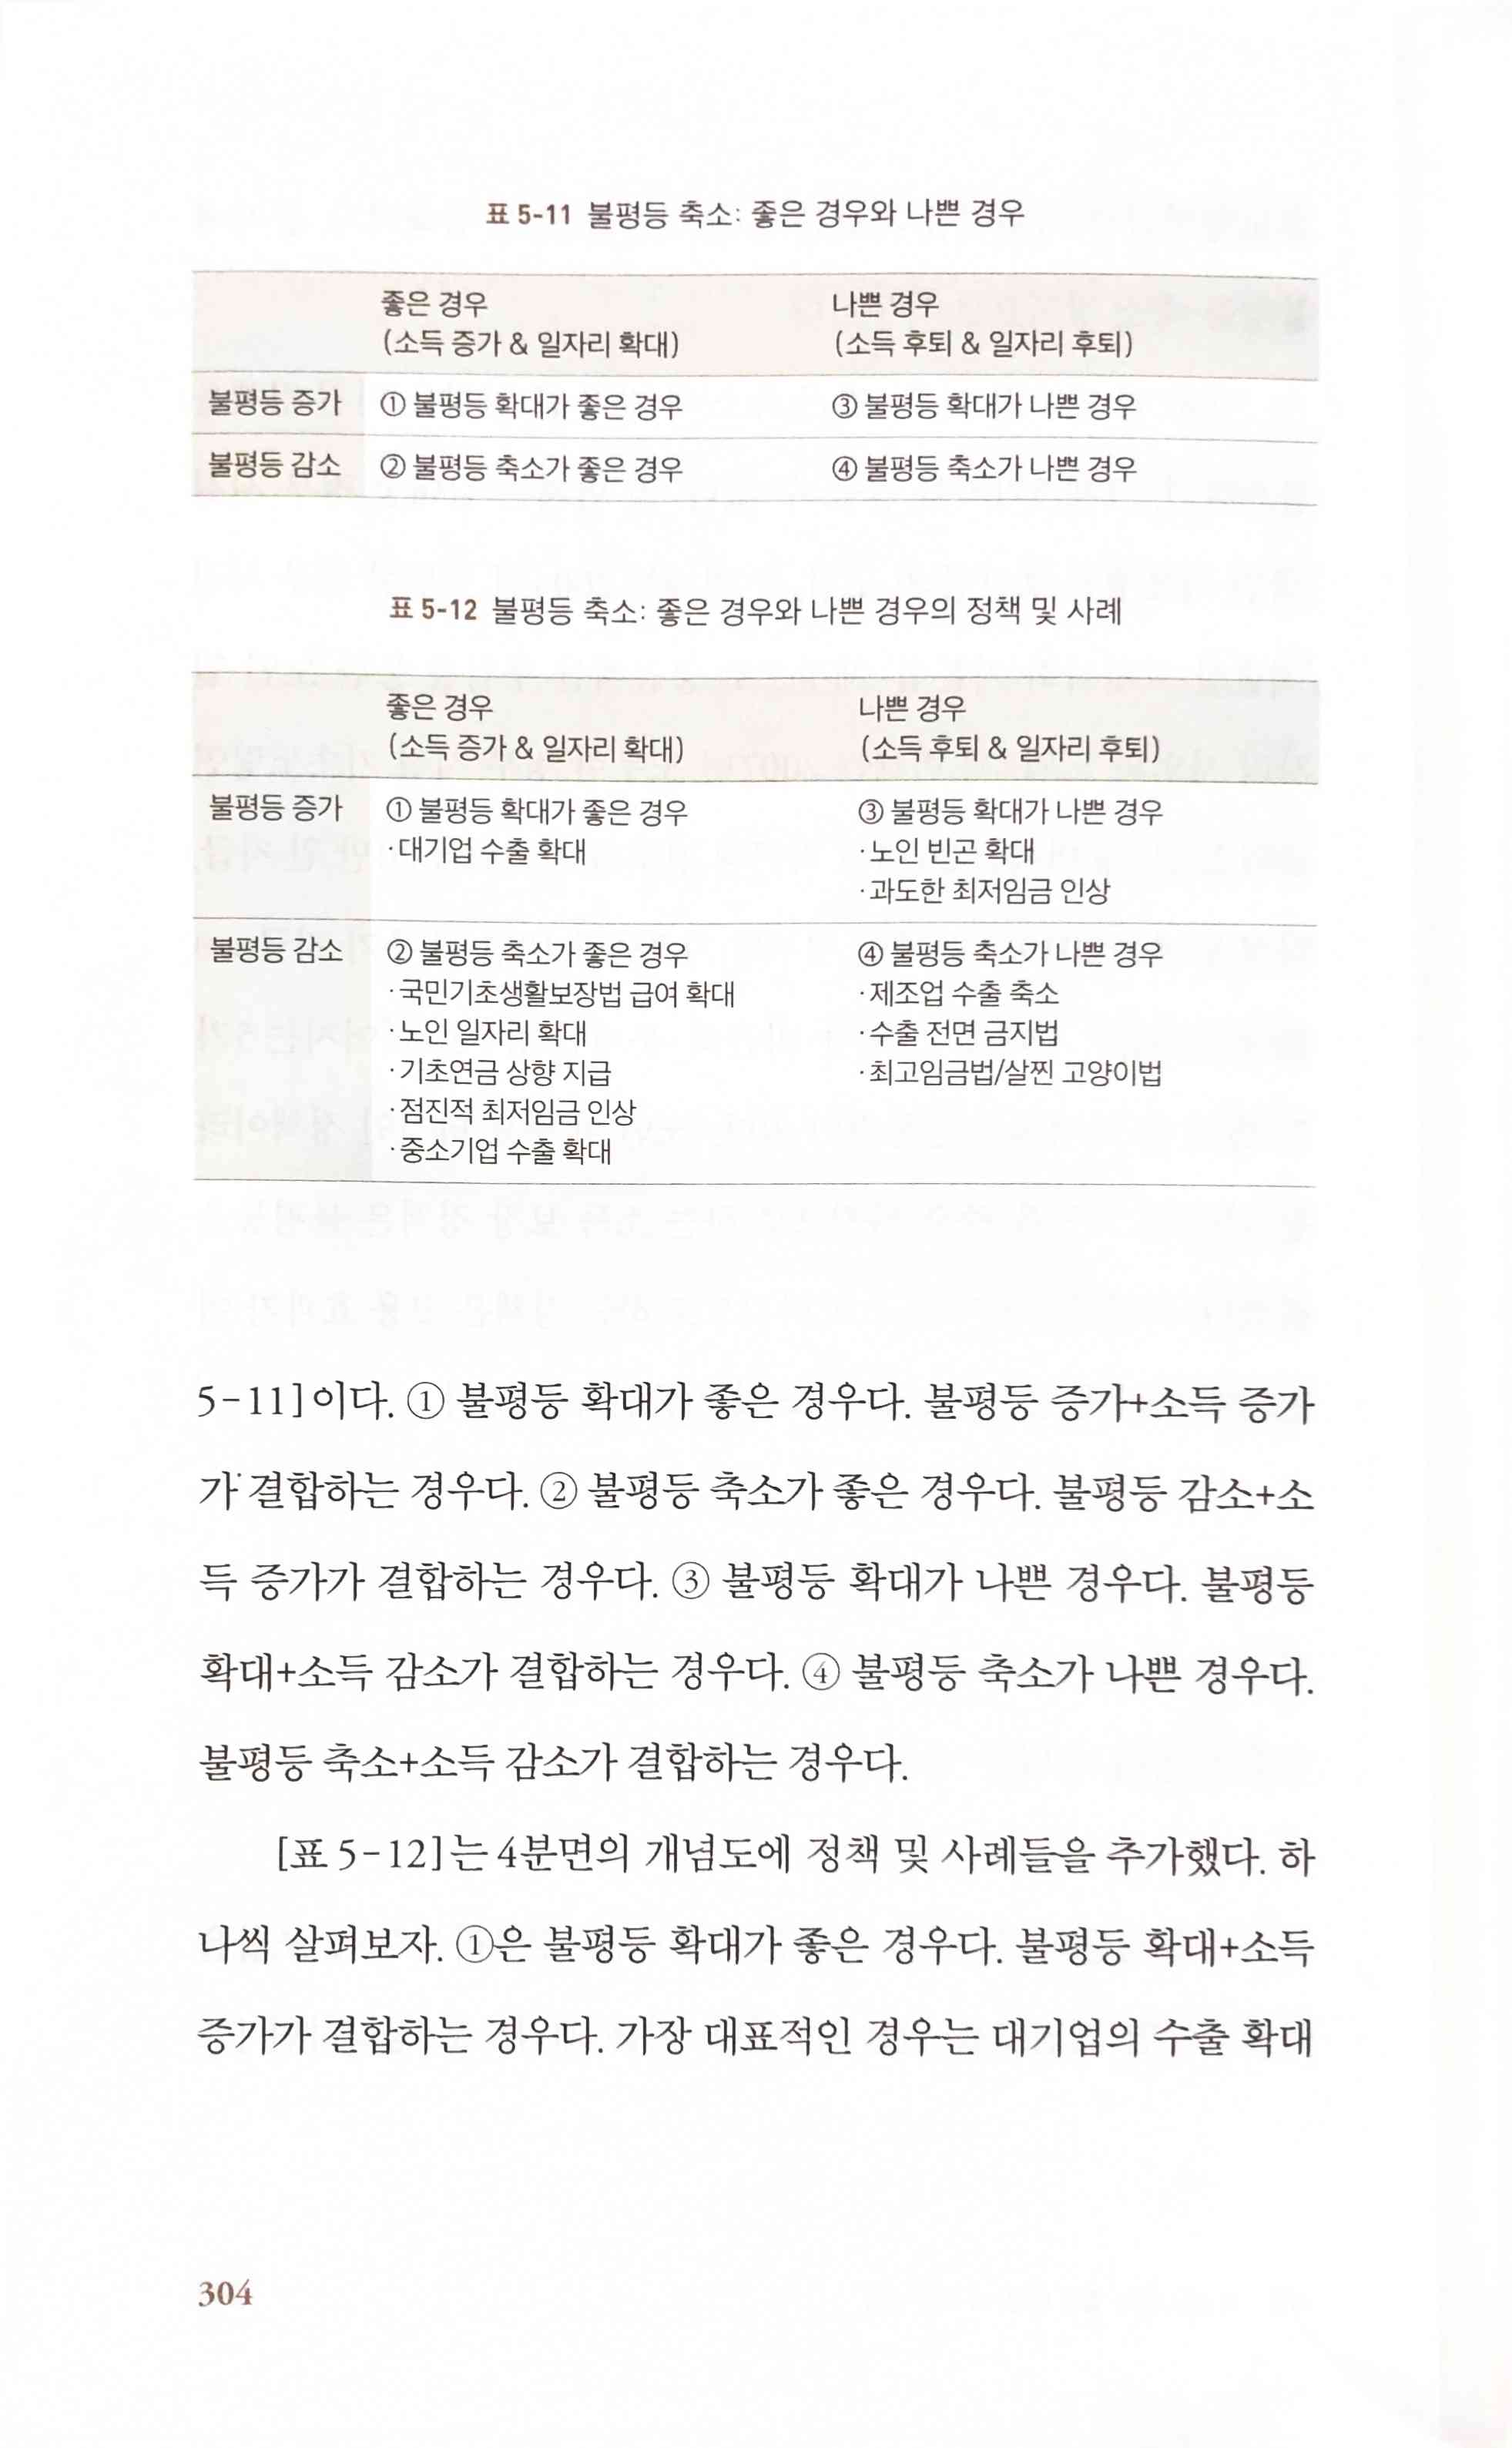 표 5-11 불평등 축소: 좋은 경우와 나쁜 경우
좋은 경우 나쁜 경우
(소득 증가 & 일자리 확대) (소득 후퇴 & 일자리 후퇴)
불평등 증가 ① 불평등 확대가 좋은 경우 ③ 불평등 확대가 나쁜 경우
불평등 감소 ② 불평등 축소가 좋은 경우 ④ 불평등 축소가 나쁜 경우
표 5-12 불평등 축소: 좋은 경우와 나쁜 경우의 정책 및 사례
좋은 경우 나쁜 경우
(소득 증가 & 일자리 확대) (소득 후퇴 & 일자리 후퇴)
불평등 증가 ① 불평등 확대가 좋은 경우 ③ 불평등 확대가 나쁜 경우
·대기업 수출 확대 ·노인 빈곤 확대
·과도한 최저임금 인상
불평등 감소 ② 불평등 축소가 좋은 경우 ④ 불평등 축소가 나쁜 경우
·국민기초생활보장법 급여 확대 ·제조업 수출 축소
·노인 일자리 확대 ·수출 전면 금지법
·기초연금 상향 지급 ·최고임금법/살찐 고양이법
·점진적 최저임금 인상
·중소기업 수출 확대
5-11]이다. ① 불평등 확대가 좋은 경우다. 불평등 증가+소득 증가
가 결합하는 경우다. ② 불평등 축소가 좋은 경우다. 불평등 감소+소
득 증가가 결합하는 경우다. ③ 불평등 확대가 나쁜 경우다. 불평등
확대+소득 감소가 결합하는 경우다. ④ 불평등 축소가 나쁜 경우다.
불평등 축소+소득 감소가 결합하는 경우다.
[표 5-12]는 4분면의 개념도에 정책 및 사례들을 추가했다. 하
나씩 살펴보자. ①은 불평등 확대가 좋은 경우다. 불평등 확대+소득
증가가 결합하는 경우다. 가장 대표적인 경우는 대기업의 수출 확대
304